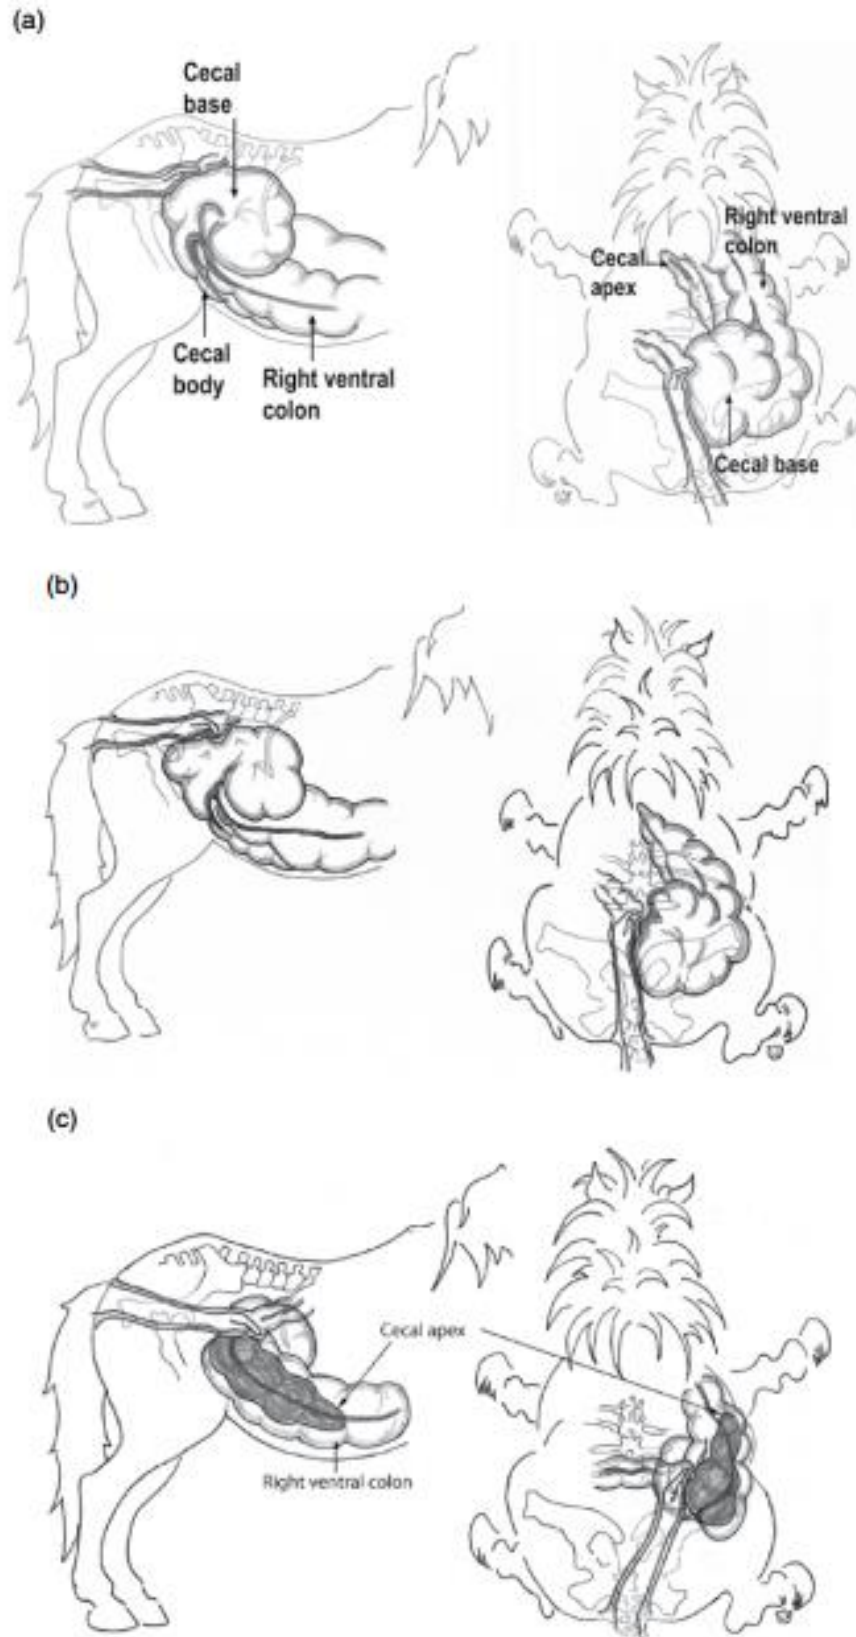 (a)
Cecal
base
Cecal
body
Right ventral
colon
Right ventral
colon
Cecal
apex
Cecal base
(b)
(c)
Cecal apex
Right ventral colon